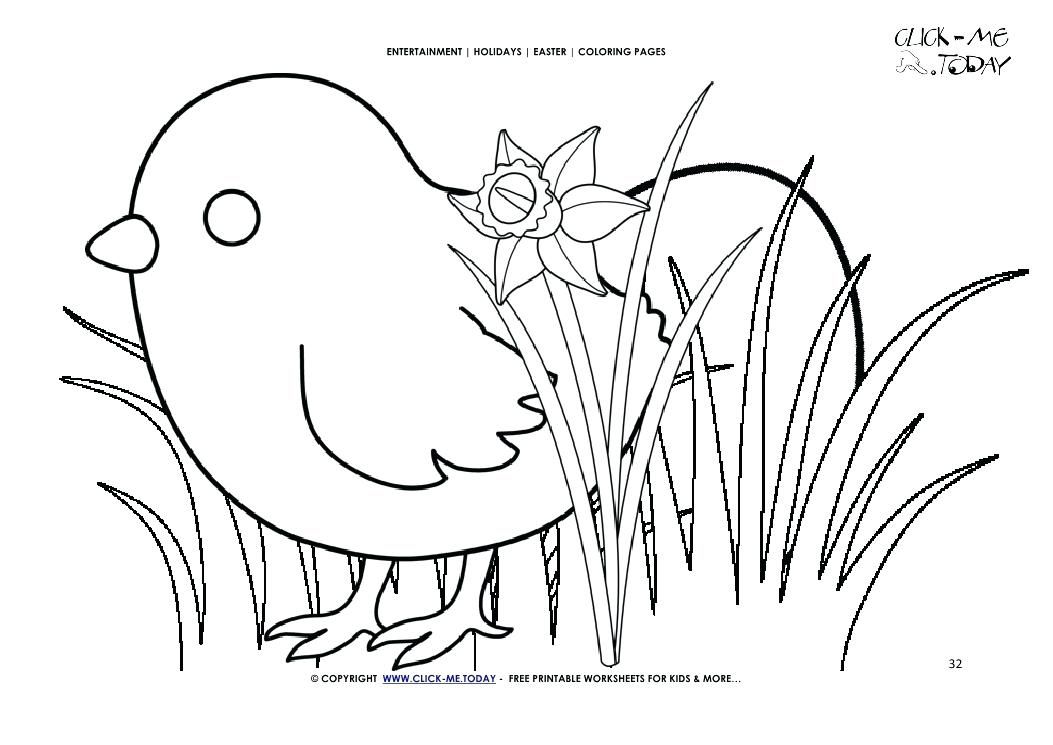 ENTERTAINMENT | HOLIDAYS | EASTER | COLORING PAGES
CLICK-ME
.TODAY
32
© COPYRIGHT WWW.CLICK-ME.TODAY - FREE PRINTABLE WORKSHEETS FOR KIDS & MORE...